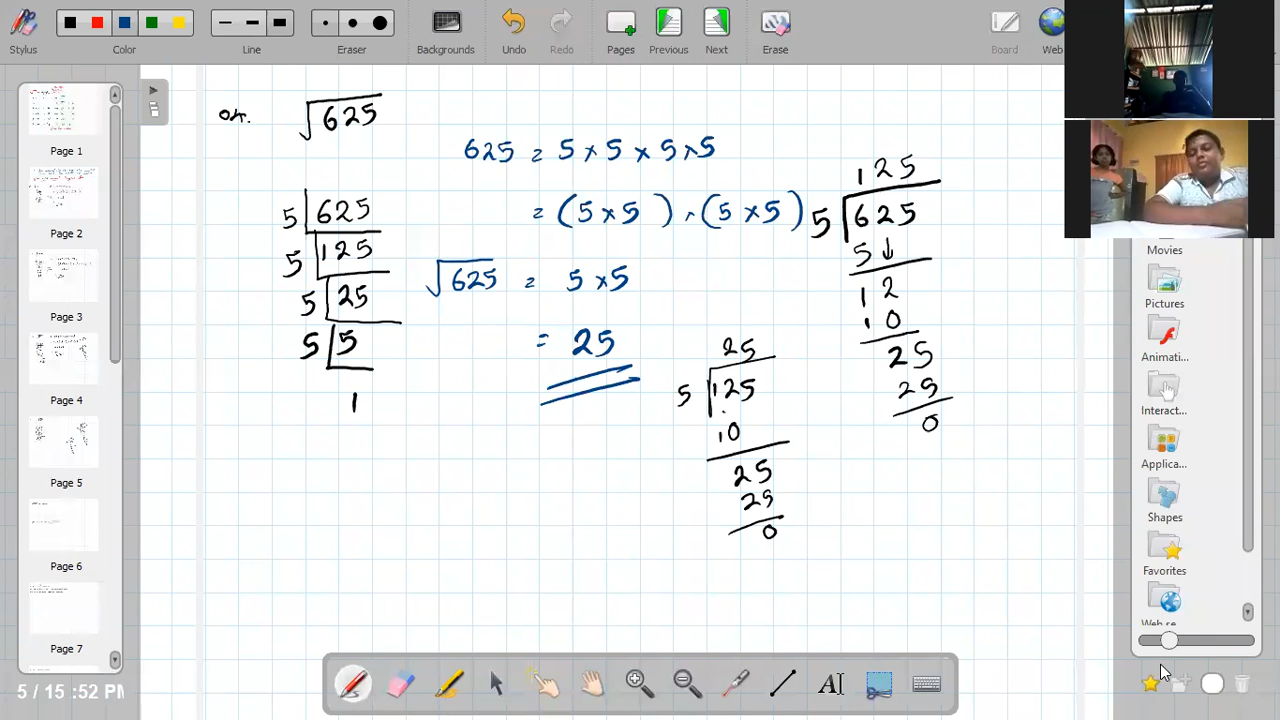 Stylus
Color
Line
Eraser
Backgrounds
Undo
Redo
Pages
Previous
Next
Erase
Board
Web
Page 1
Page 2
Page 3
Page 4
Page 5
Page 6
Page 7
5 / 15 :52 PM
04. √625
625 = 5 × 5 × 5 × 5
= (5 × 5) × (5 × 5)
√625 = 5 × 5
= 25
5 625
5 125
5 25
5 5
1
25
5 125
10
25
25
0
125
5 625
5 ↓
12
10
25
25
0
Movies
Pictures
Animati...
Interact...
Applica...
Shapes
Favorites
Web se
A